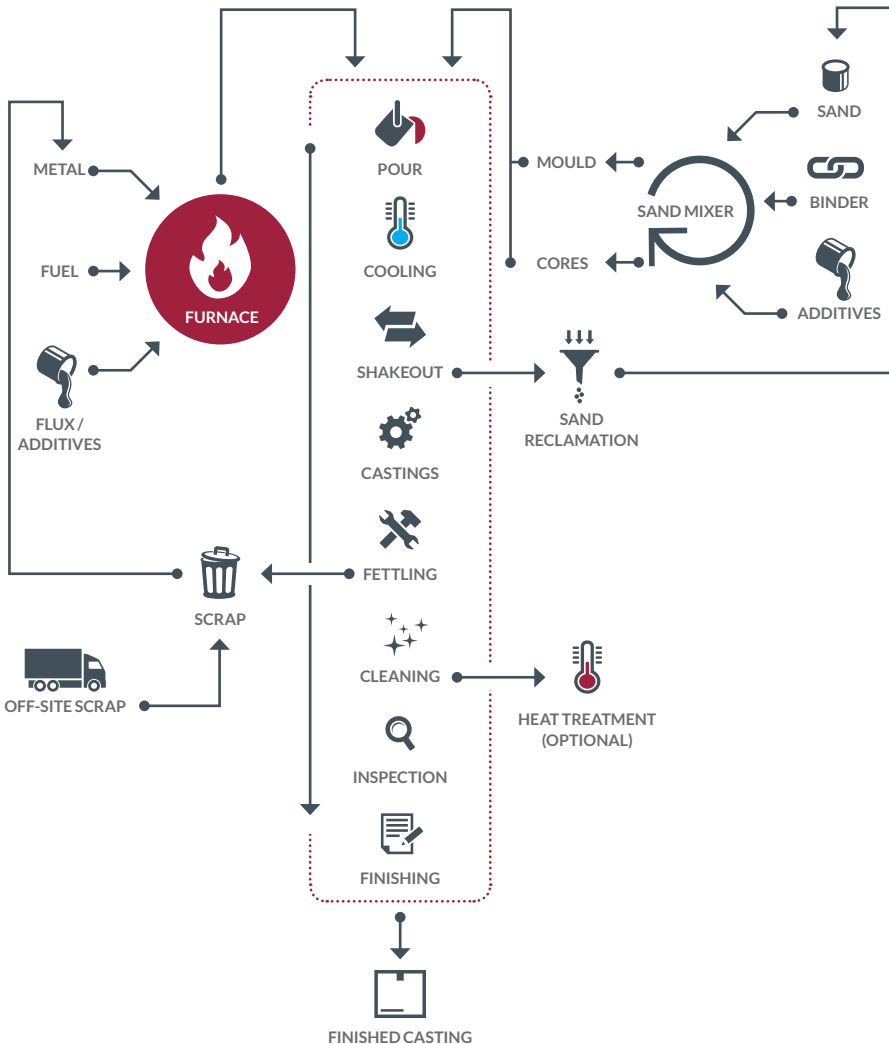 SAND
METAL
POUR
MOULD
SAND MIXER
BINDER
FUEL
COOLING
CORES
FURNACE
ADDITIVES
SHAKEOUT
FLUX /
ADDITIVES
SAND
RECLAMATION
CASTINGS
FETTLING
SCRAP
CLEANING
OFF-SITE SCRAP
HEAT TREATMENT
(OPTIONAL)
INSPECTION
FINISHING
FINISHED CASTING